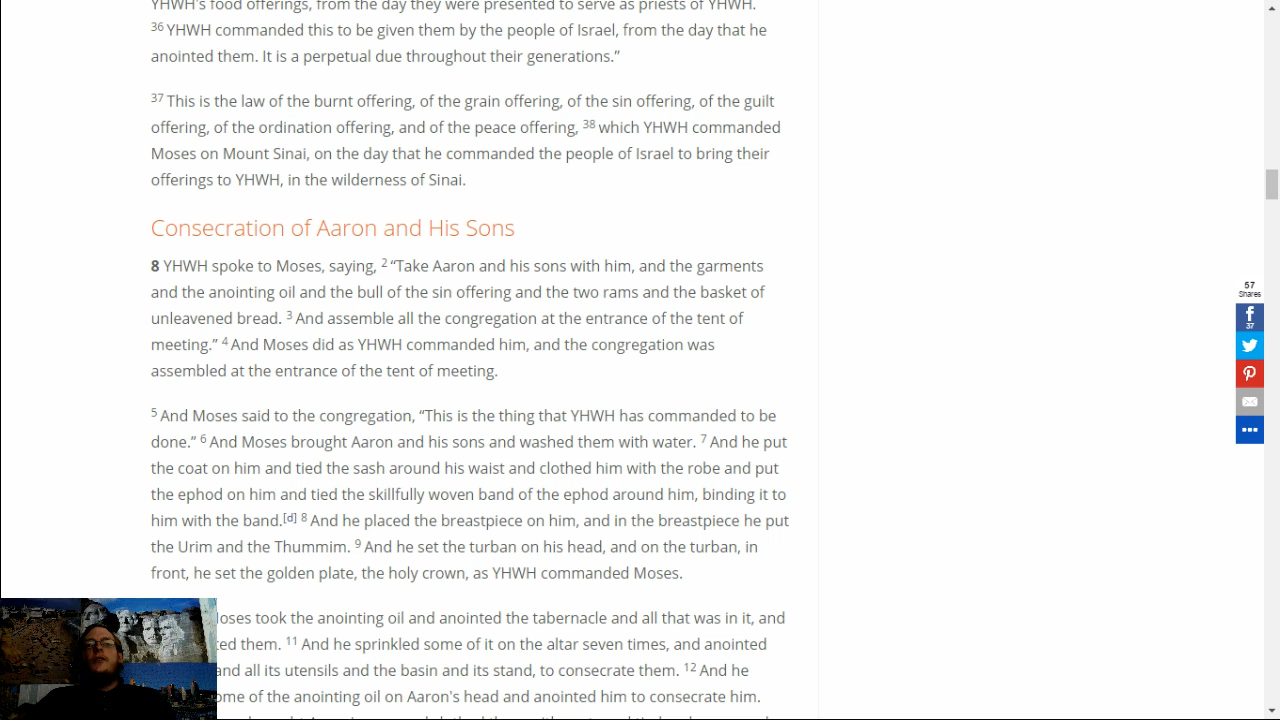 YHWH's food offerings, from the day they were presented to serve as priests of YHWH.
36 YHWH commanded this to be given them by the people of Israel, from the day that he
anointed them. It is a perpetual due throughout their generations.”
37 This is the law of the burnt offering, of the grain offering, of the sin offering, of the guilt
offering, of the ordination offering, and of the peace offering, 38 which YHWH commanded
Moses on Mount Sinai, on the day that he commanded the people of Israel to bring their
offerings to YHWH, in the wilderness of Sinai.
Consecration of Aaron and His Sons
8 YHWH spoke to Moses, saying, 2 “Take Aaron and his sons with him, and the garments
and the anointing oil and the bull of the sin offering and the two rams and the basket of
unleavened bread. 3 And assemble all the congregation at the entrance of the tent of
meeting.” 4 And Moses did as YHWH commanded him, and the congregation was
assembled at the entrance of the tent of meeting.
5 And Moses said to the congregation, “This is the thing that YHWH has commanded to be
done.” 6 And Moses brought Aaron and his sons and washed them with water. 7 And he put
the coat on him and tied the sash around his waist and clothed him with the robe and put
the ephod on him and tied the skillfully woven band of the ephod around him, binding it to
him with the band.[d] 8 And he placed the breastpiece on him, and in the breastpiece he put
the Urim and the Thummim. 9 And he set the turban on his head, and on the turban, in
front, he set the golden plate, the holy crown, as YHWH commanded Moses.
oses took the anointing oil and anointed the tabernacle and all that was in it, and
ted them. 11 And he sprinkled some of it on the altar seven times, and anointed
and all its utensils and the basin and its stand, to consecrate them. 12 And he
ome of the anointing oil on Aaron's head and anointed him to consecrate him.
57
Shares
37